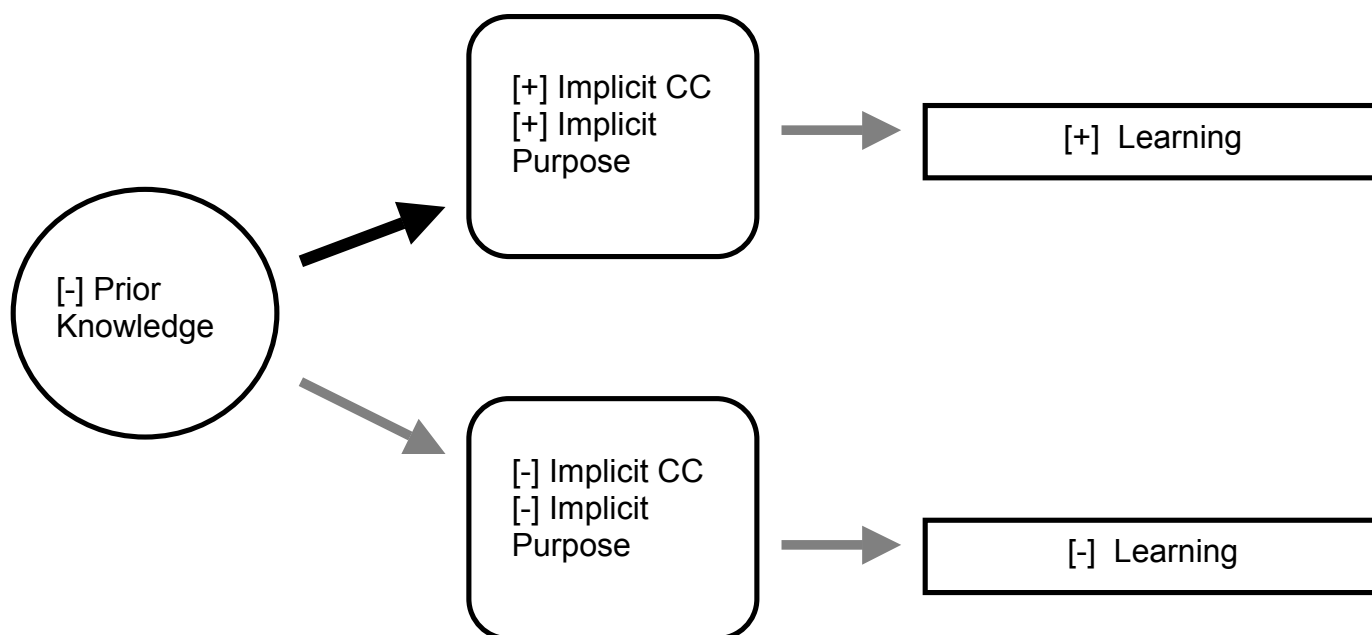 [+] Implicit CC
[+] Implicit
Purpose
[+] Learning
[-] Prior
Knowledge
[-] Implicit CC
[-] Implicit
Purpose
[-] Learning